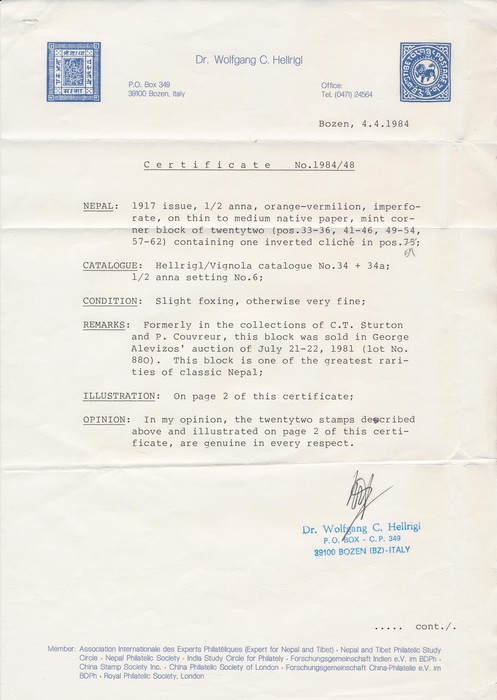 Dr. Wolfgang C. Hellrigl
P.O. Box 349
39100 Bozen, Italy
Office:
Tel. (0471) 24564
Bozen, 4.4.1984
Certificate No.1984/48
NEPAL: 1917 issue, 1/2 anna, orange-vermilion, imperfo-
rate, on thin to medium native paper, mint cor-
ner block of twentytwo (pos.33-36, 41-46, 49-54,
57-62) containing one inverted cliché in pos.
CATALOGUE: Hellrigl/Vignola catalogue No.34 + 34a;
1/2 anna setting No.6;
CONDITION: Slight foxing, otherwise very fine;
REMARKS: Formerly in the collections of C.T. Sturton
and P. Couvreur, this block was sold in George
Alevizos' auction of July 21-22, 1981 (lot No.
880). This block is one of the greatest rari-
ties of classic Nepal;
ILLUSTRATION: On page 2 of this certificate;
OPINION: In my opinion, the twentytwo stamps described
above and illustrated on page 2 of this certi-
ficate, are genuine in every respect.
Dr. Wolfgang C. Hellrigl
P.O. BOX - C.P. 349
39100 BOZEN (BZ)-ITALY
..... cont./.
Member: Association Internationale des Experts Philatéliques (Expert for Nepal and Tibet) - Nepal and Tibet Philatelic Study
Circle - Nepal Philatelic Society - India Study Circle for Philately - Forschungsgemeinschaft Indien e.V. im BDPh -
China Stamp Society Inc. - China Philatelic Society of London - Forschungsgemeinschaft China-Philatelie e.V. im
BDPh - Royal Philatelic Society, London